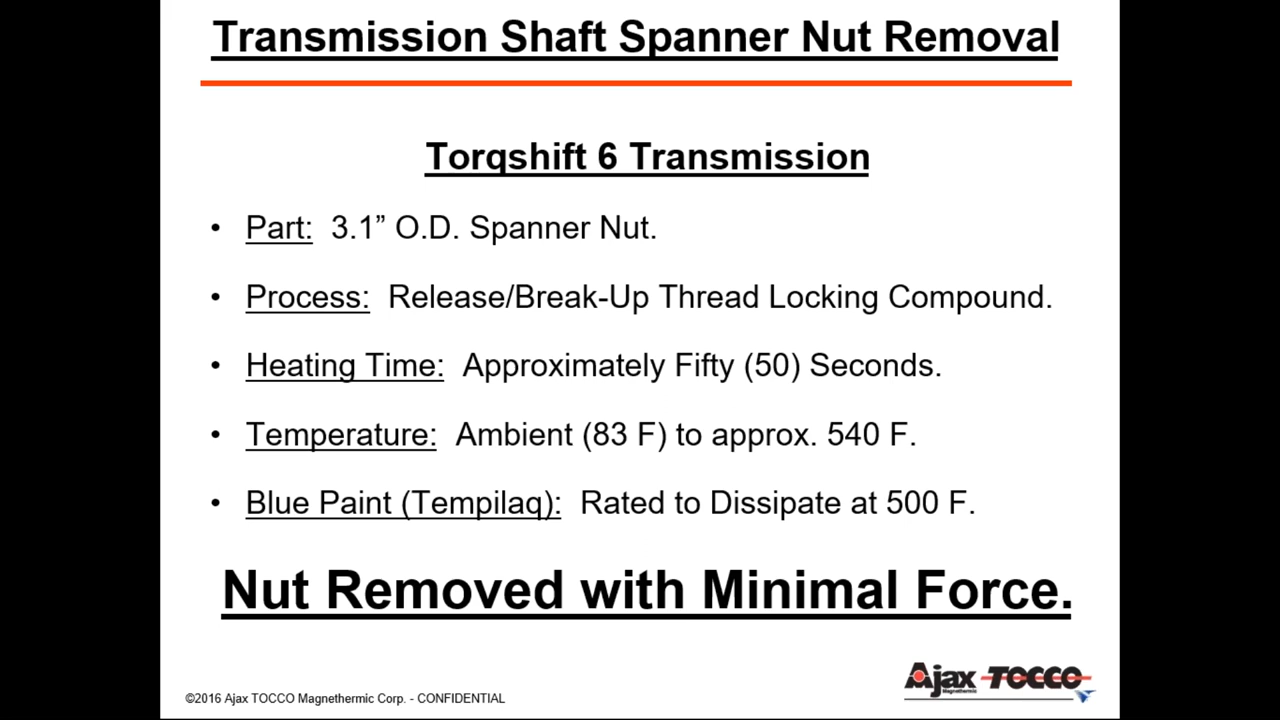 Transmission Shaft Spanner Nut Removal
Torqshift 6 Transmission
• Part: 3.1” O.D. Spanner Nut.
• Process: Release/Break-Up Thread Locking Compound.
• Heating Time: Approximately Fifty (50) Seconds.
• Temperature: Ambient (83 F) to approx. 540 F.
• Blue Paint (Tempilaq): Rated to Dissipate at 500 F.
Nut Removed with Minimal Force.
©2016 Ajax TOCCO Magnethermic Corp. - CONFIDENTIAL
Ajax TOCCO
Magnethermic